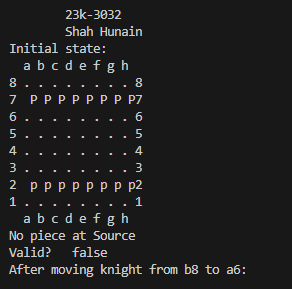 23k-3032
Shah Hunain
Initial state:
a b c d e f g h
8 . . . . . . . . 8
7  P P P P P P P P7
6 . . . . . . . . 6
5 . . . . . . . . 5
4 . . . . . . . . 4
3 . . . . . . . . 3
2  p p p p p p p p2
1 . . . . . . . . 1
a b c d e f g h
No piece at Source
Valid?   false
After moving knight from b8 to a6: